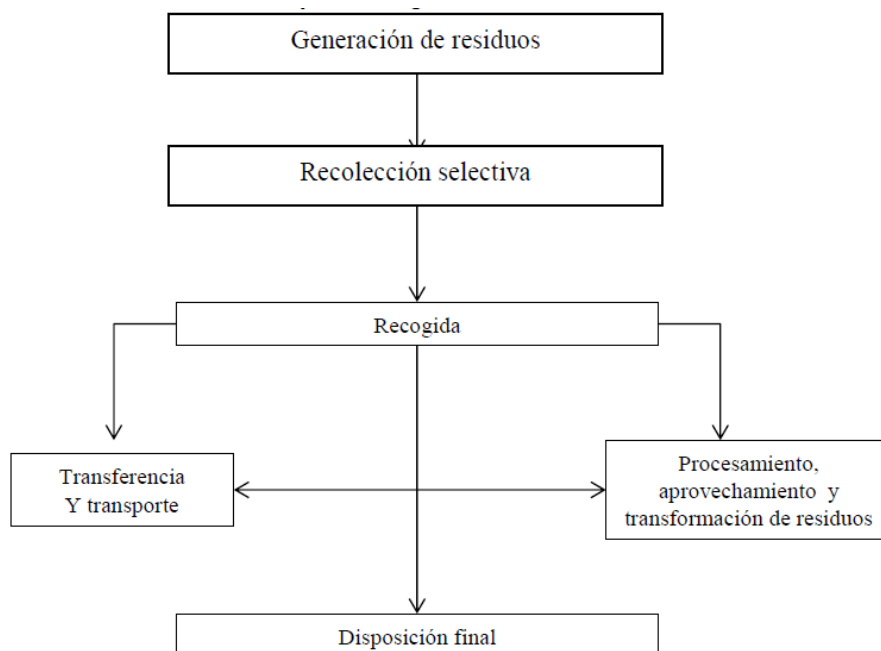 Generación de residuos
Recolección selectiva
Recogida
Transferencia
Y transporte
Procesamiento,
aprovechamiento y
transformación de residuos
Disposición final